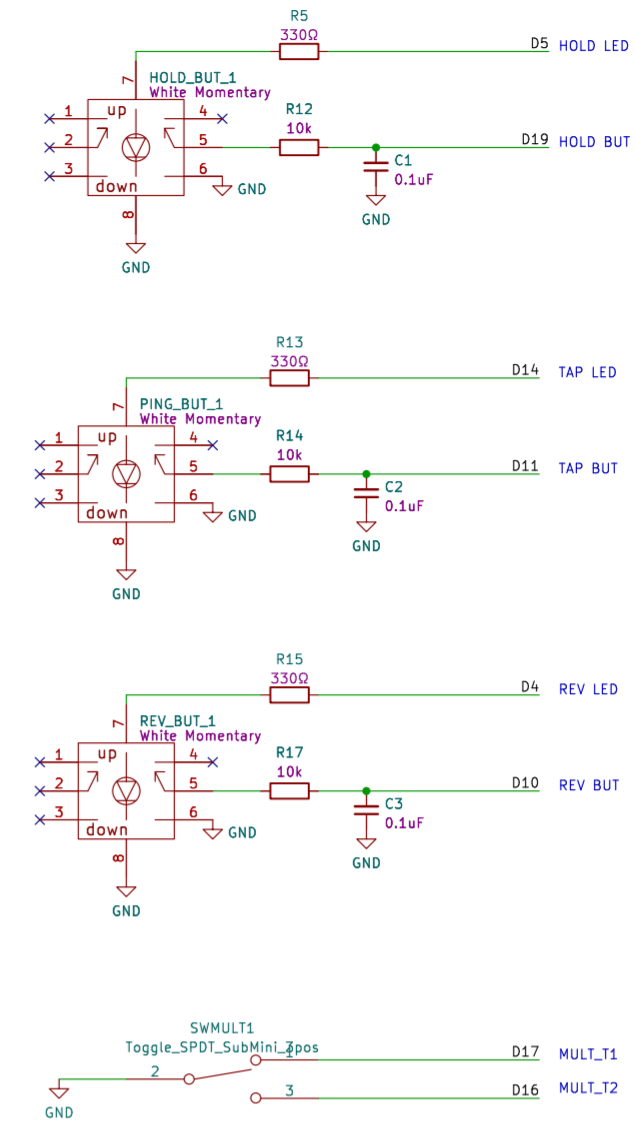 R5
330Ω
D5 HOLD LED
7
HOLD_BUT_1
White Momentary
1 up 4
R12
10k
2 5
D19 HOLD BUT
3 down 6
GND
C1
0.1uF
GND
8
GND
R13
330Ω
D14 TAP LED
7
PING_BUT_1
White Momentary
1 up 4
R14
10k
2 5
D11 TAP BUT
3 down 6
GND
C2
0.1uF
GND
8
GND
R15
330Ω
D4 REV LED
7
REV_BUT_1
White Momentary
1 up 4
R17
10k
2 5
D10 REV BUT
3 down 6
GND
C3
0.1uF
GND
8
GND
SWMULT1
Toggle_SPDT_SubMini_3pos
1
D17 MULT_T1
2
3
D16 MULT_T2
GND